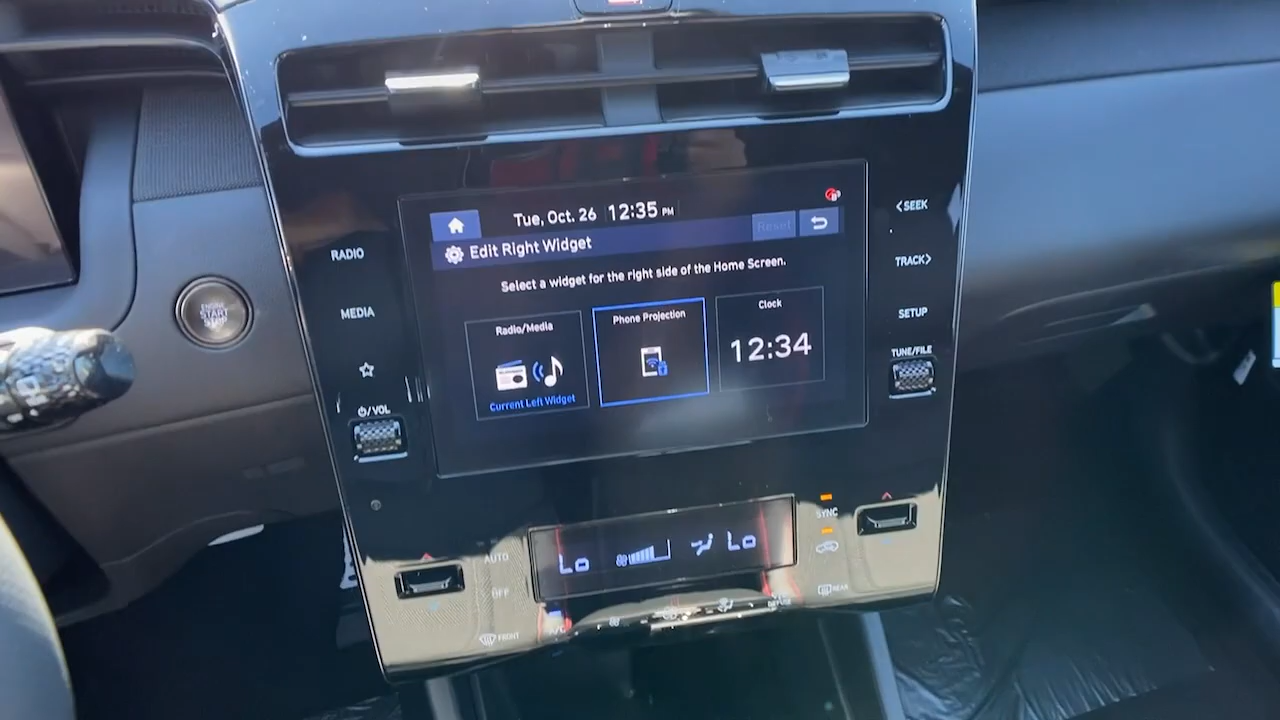 Tue, Oct. 26 12:35 PM
Edit Right Widget
Reset
Select a widget for the right side of the Home Screen.
Radio/Media
Current Left Widget
Phone Projection
Clock
12:34
RADIO
MEDIA
⏻/VOL
<SEEK
TRACK>
SETUP
TUNE/FILE
ENGINE
START
STOP
SYNC
AUTO
OFF
FRONT
REAR
A/C
Lo
Lo